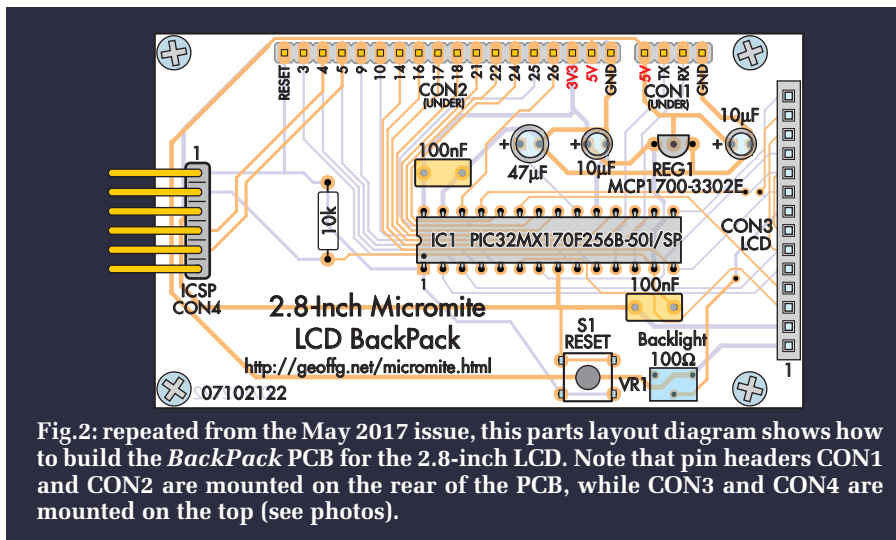 RESET 3 4 5 9 10 14 16 17 18 21 22 24 25 26 3V3 5V GND
5V TX RX GND
CON2
(UNDER)
CON1
(UNDER)
10µF
1
100nF
+
47µF
+
10µF
REG1
MCP1700-3302E
+
10k
IC1 PIC32MX170F256B-50I/SP
CON3
LCD
1
ICSP
CON4
100nF
2.8-Inch Micromite
LCD BackPack
http://geoffg.net/micromite.html
S1
RESET
Backlight
100Ω
VR1
1
07102122
Fig.2: repeated from the May 2017 issue, this parts layout diagram shows how
to build the BackPack PCB for the 2.8-inch LCD. Note that pin headers CON1
and CON2 are mounted on the rear of the PCB, while CON3 and CON4 are
mounted on the top (see photos).